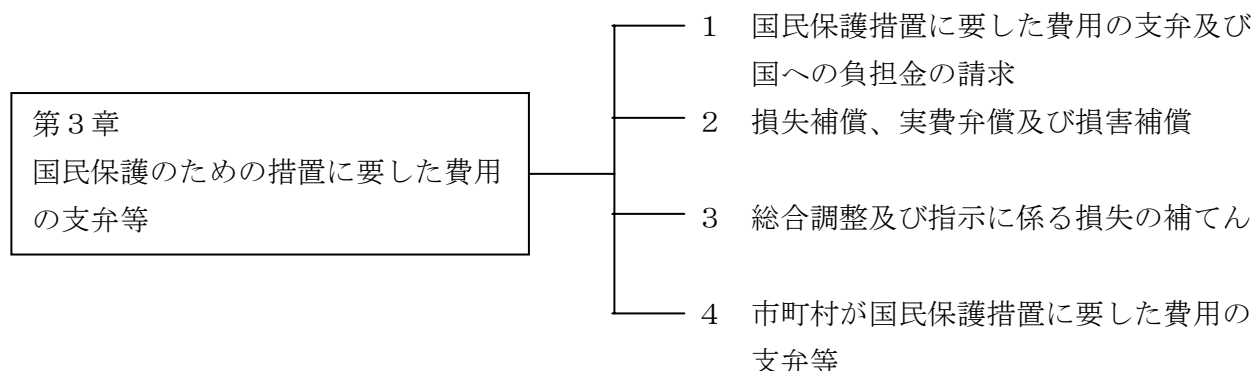 第３章
国民保護のための措置に要した費用
の支弁等
１　国民保護措置に要した費用の支弁及び
国への負担金の請求
２　損失補償、実費弁償及び損害補償
３　総合調整及び指示に係る損失の補てん
４　市町村が国民保護措置に要した費用の
支弁等